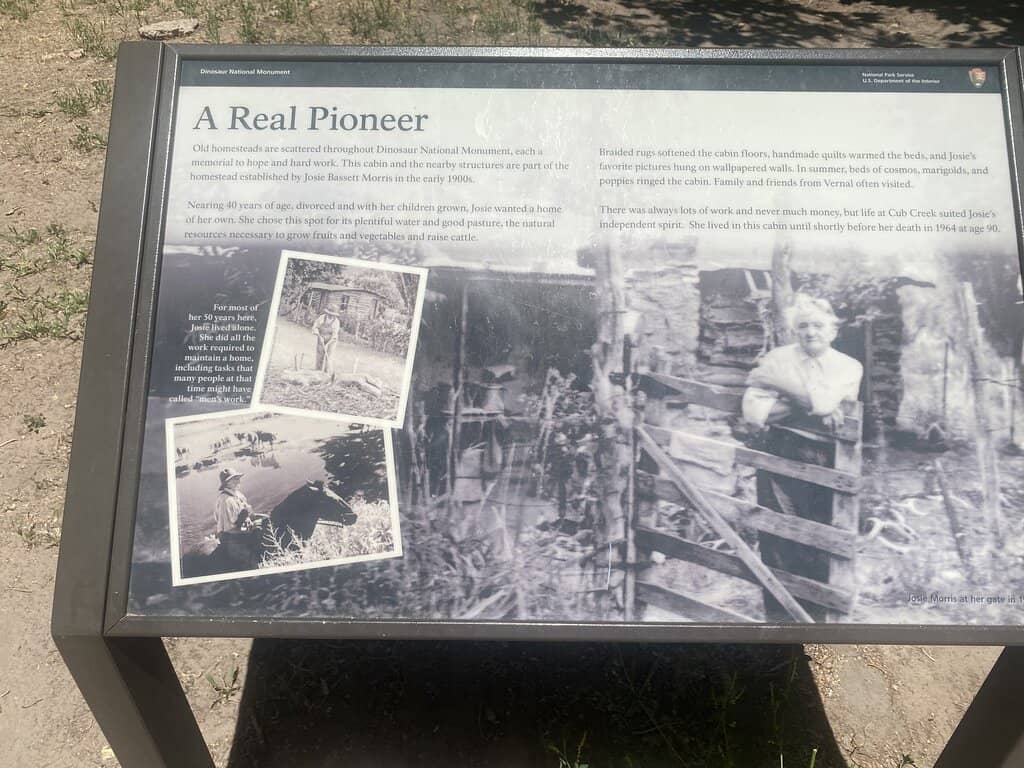 Dinosaur National Monument
National Park Service
U.S. Department of the Interior
A Real Pioneer
Old homesteads are scattered throughout Dinosaur National Monument, each a
memorial to hope and hard work. This cabin and the nearby structures are part of the
homestead established by Josie Bassett Morris in the early 1900s.
Nearing 40 years of age, divorced and with her children grown, Josie wanted a home
of her own. She chose this spot for its plentiful water and good pasture, the natural
resources necessary to grow fruits and vegetables and raise cattle.
Braided rugs softened the cabin floors, handmade quilts warmed the beds, and Josie's
favorite pictures hung on wallpapered walls. In summer, beds of cosmos, marigolds, and
poppies ringed the cabin. Family and friends from Vernal often visited.
There was always lots of work and never much money, but life at Cub Creek suited Josie's
independent spirit. She lived in this cabin until shortly before her death in 1964 at age 90.
For most of
her 50 years here,
Josie lived alone.
She did all the
work required to
maintain a home,
including tasks that
many people at that
time might have
called "men's work."
Josie Morris at her gate in